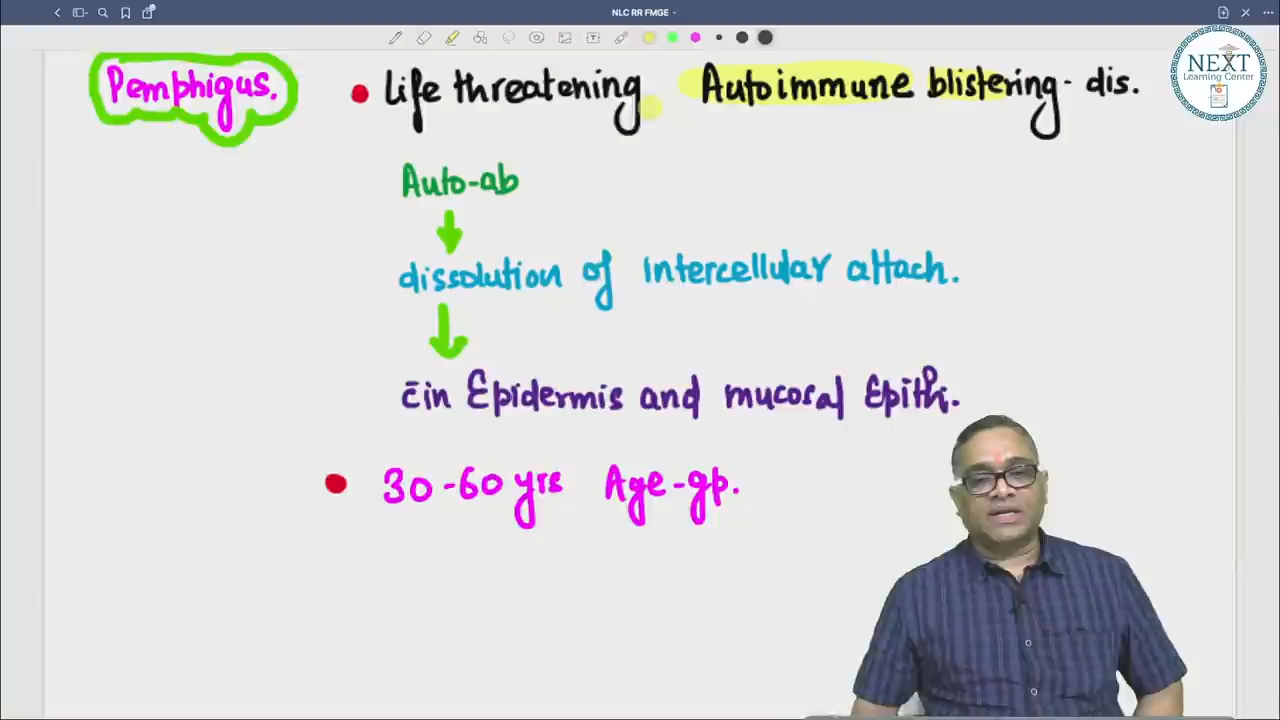 NLC RR FMGE
NEXT
Learning Center
Pemphigus. • Life threatening Autoimmune blistering - dis.
Auto-ab
dissolution of intercellular attach.
c̄in Epidermis and mucosal Epith.
• 30-60 yrs Age-gp.